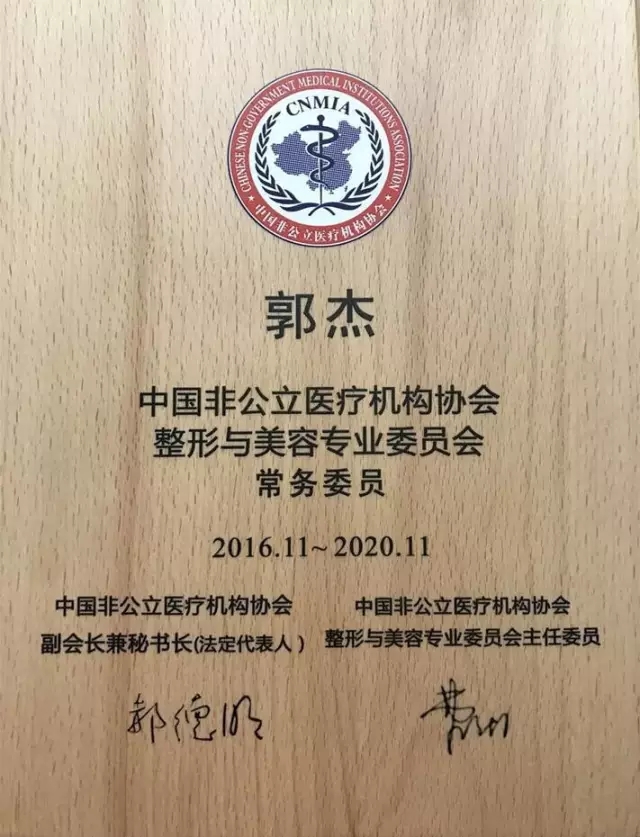 CHINESE NON-GOVERNMENT MEDICAL INSTITUTIONS ASSOCIATION
CNMIA
中国非公立医疗机构协会
郭杰
中国非公立医疗机构协会
整形与美容专业委员会
常务委员
2016.11~2020.11
中国非公立医疗机构协会
副会长兼秘书长(法定代表人)
郝德明
中国非公立医疗机构协会
整形与美容专业委员会主任委员